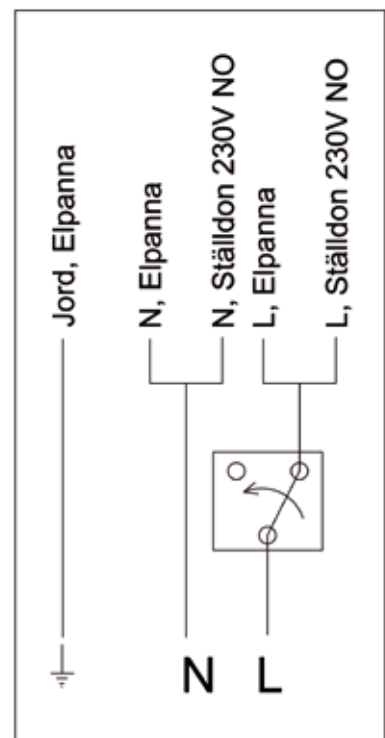 Jord, Elpanna
N, Elpanna
N, Ställdon 230V NO
L, Elpanna
L, Ställdon 230V NO
N
L